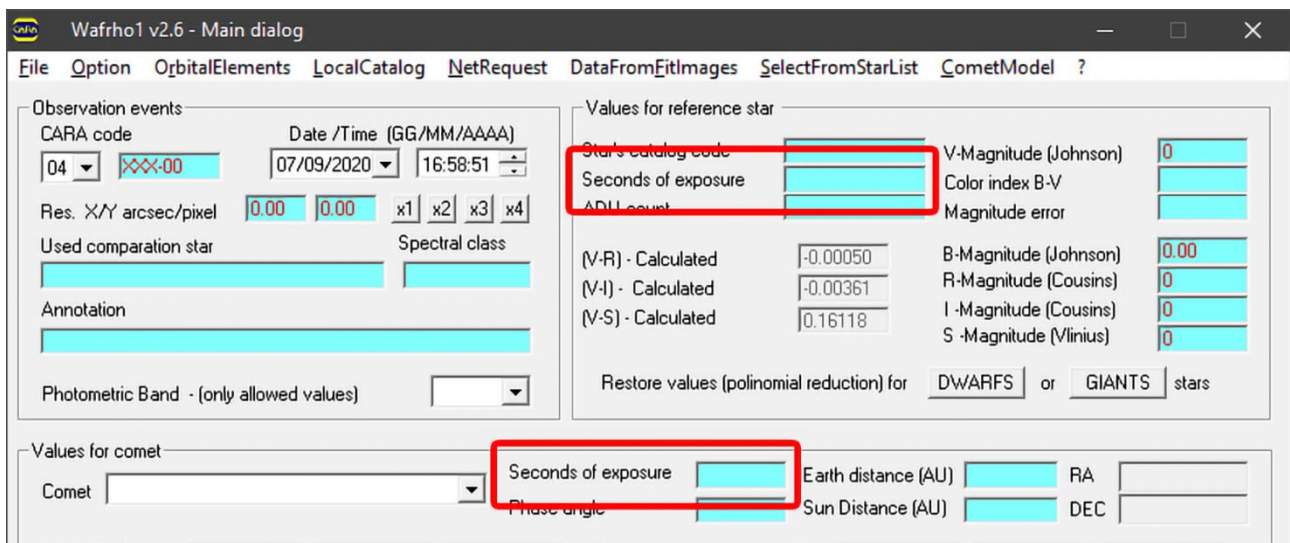 Wafrho1 v2.6 - Main dialog
File Option OrbitalElements LocalCatalog NetRequest DataFromFitImages SelectFromStarList CometModel ?
Observation events
CARA code Date /Time (GG/MM/AAAA)
04 XXX-00 07/09/2020 16:58:51
Res. X/Y arcsec/pixel 0.00 0.00 x1 x2 x3 x4
Used comparation star Spectral class
Annotation
Photometric Band - (only allowed values)
Values for reference star
Star's catalog code V-Magnitude (Johnson) 0
Seconds of exposure Color index B-V
ADU count Magnitude error
(V-R) - Calculated -0.00050 B-Magnitude (Johnson) 0.00
(V-I) - Calculated -0.00361 R-Magnitude (Cousins) 0
I -Magnitude (Cousins) 0
(V-S) - Calculated 0.16118 S -Magnitude (Vlinius) 0
Restore values (polinomial reduction) for DWARFS or GIANTS stars
Values for comet
Comet Seconds of exposure Earth distance (AU) RA
Phase angle Sun Distance (AU) DEC